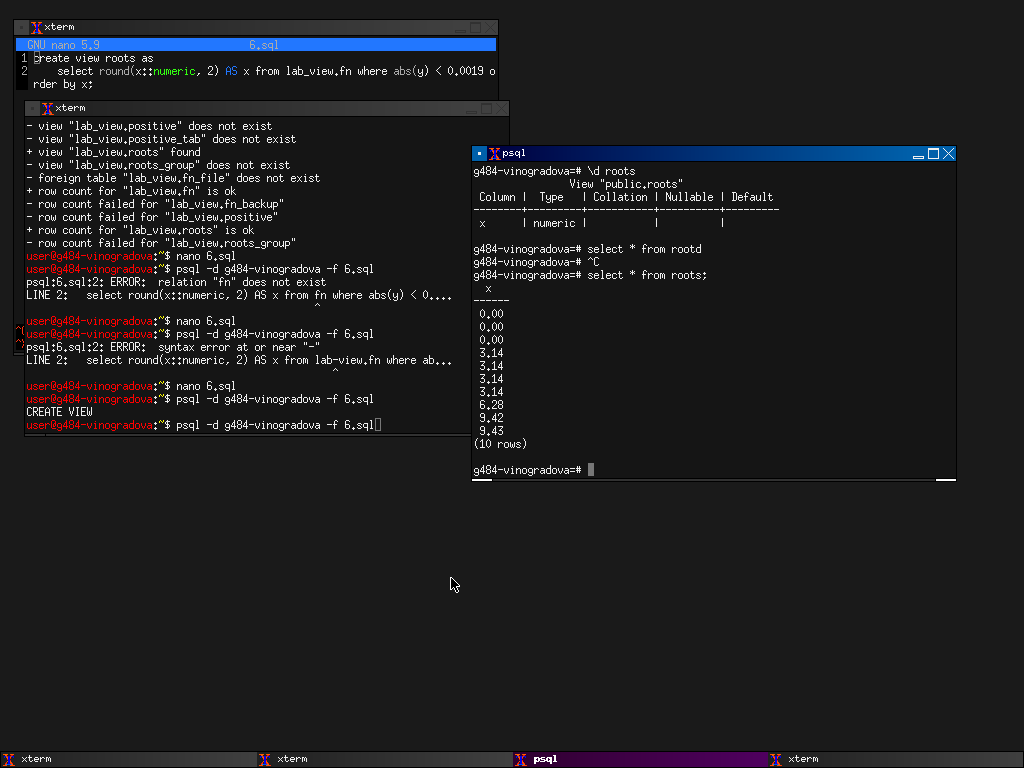 xterm
GNU nano 5.9 6.sql
1 create view roots as
2 select round(x::numeric, 2) AS x from lab_view.fn where abs(y) < 0.0019 o
rder by x;
xterm
- view "lab_view.positive" does not exist
- view "lab_view.positive_tab" does not exist
+ view "lab_view.roots" found
- view "lab_view.roots_group" does not exist
- foreign table "lab_view.fn_file" does not exist
+ row count for "lab_view.fn" is ok
- row count failed for "lab_view.fn_backup"
- row count failed for "lab_view.positive"
+ row count for "lab_view.roots" is ok
- row count failed for "lab_view.roots_group"
user@g484-vinogradova:~$ nano 6.sql
user@g484-vinogradova:~$ psql -d g484-vinogradova -f 6.sql
psql:6.sql:2: ERROR:  relation "fn" does not exist
LINE 2:   select round(x::numeric, 2) AS x from fn where abs(y) < 0....
^
user@g484-vinogradova:~$ nano 6.sql
user@g484-vinogradova:~$ psql -d g484-vinogradova -f 6.sql
psql:6.sql:2: ERROR:  syntax error at or near "-"
LINE 2:   select round(x::numeric, 2) AS x from lab-view.fn where ab...
^
user@g484-vinogradova:~$ nano 6.sql
user@g484-vinogradova:~$ psql -d g484-vinogradova -f 6.sql
CREATE VIEW
user@g484-vinogradova:~$ psql -d g484-vinogradova -f 6.sql
psql
g484-vinogradova=# \d roots
View "public.roots"
Column | Type | Collation | Nullable | Default
--------+---------+-----------+----------+---------
x | numeric | | |
g484-vinogradova=# select * from rootd
g484-vinogradova-# ^C
g484-vinogradova=# select * from roots;
x
------
0.00
0.00
0.00
3.14
3.14
3.14
3.14
6.28
9.42
9.43
(10 rows)
g484-vinogradova=#
xterm
xterm
psql
xterm